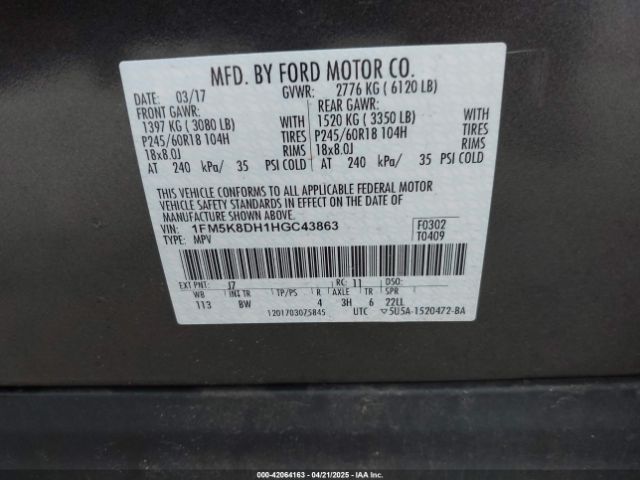 MFD. BY FORD MOTOR CO.
DATE: 03/17 GVWR: 2776 KG ( 6120 LB)
FRONT GAWR: REAR GAWR:
1397 KG ( 3080 LB) WITH 1520 KG ( 3350 LB) WITH
P245/60R18 104H TIRES P245/60R18 104H TIRES
18x8.0J RIMS 18x8.0J RIMS
AT 240 kPa/ 35 PSI COLD AT 240 kPa/ 35 PSI COLD
THIS VEHICLE CONFORMS TO ALL APPLICABLE FEDERAL MOTOR
VEHICLE SAFETY STANDARDS IN EFFECT ON THE DATE OF
MANUFACTURE SHOWN ABOVE.
VIN: 1FM5K8DH1HGC43863 F0302
TYPE: MPV T0409
EXT PNT: J7 RC: 11 DSO:
WB INT TR TP/PS R AXLE TR SPR
113 BW 4 3H 6 22LL
1201703075845 UTC ▽5U5A-1520472-BA
000-42064163 - 04/21/2025 - IAA Inc.